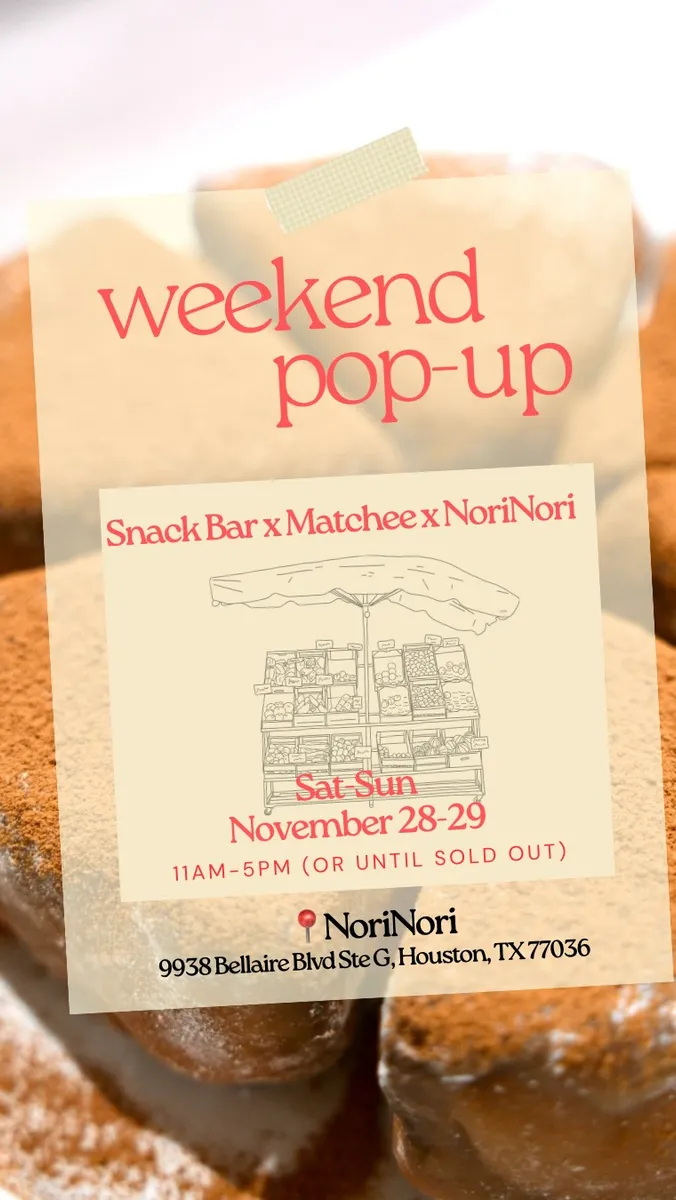 weekend
pop-up
Snack Bar x Matchee x NoriNori
Sat-Sun
November 28-29
11AM-5PM (OR UNTIL SOLD OUT)
NoriNori
9938 Bellaire Blvd Ste G, Houston, TX 77036